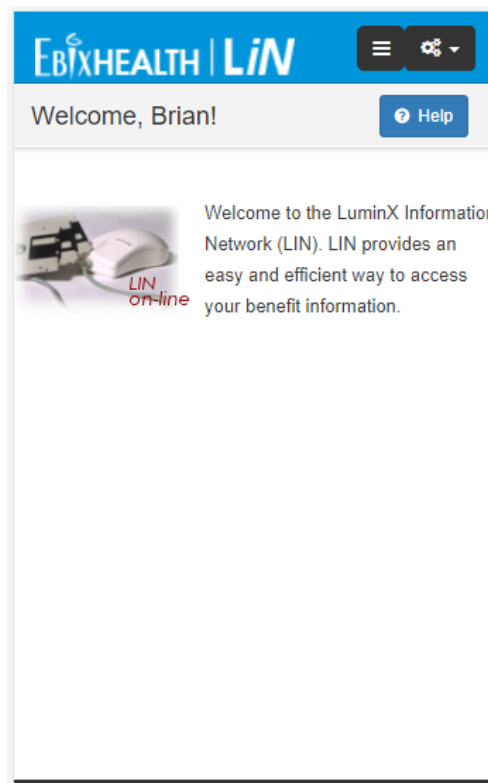 EBIXHEALTH | LiN
Welcome, Brian!
Help
Welcome to the LuminX Information
Network (LIN). LIN provides an
easy and efficient way to access
your benefit information.
LIN
on-line